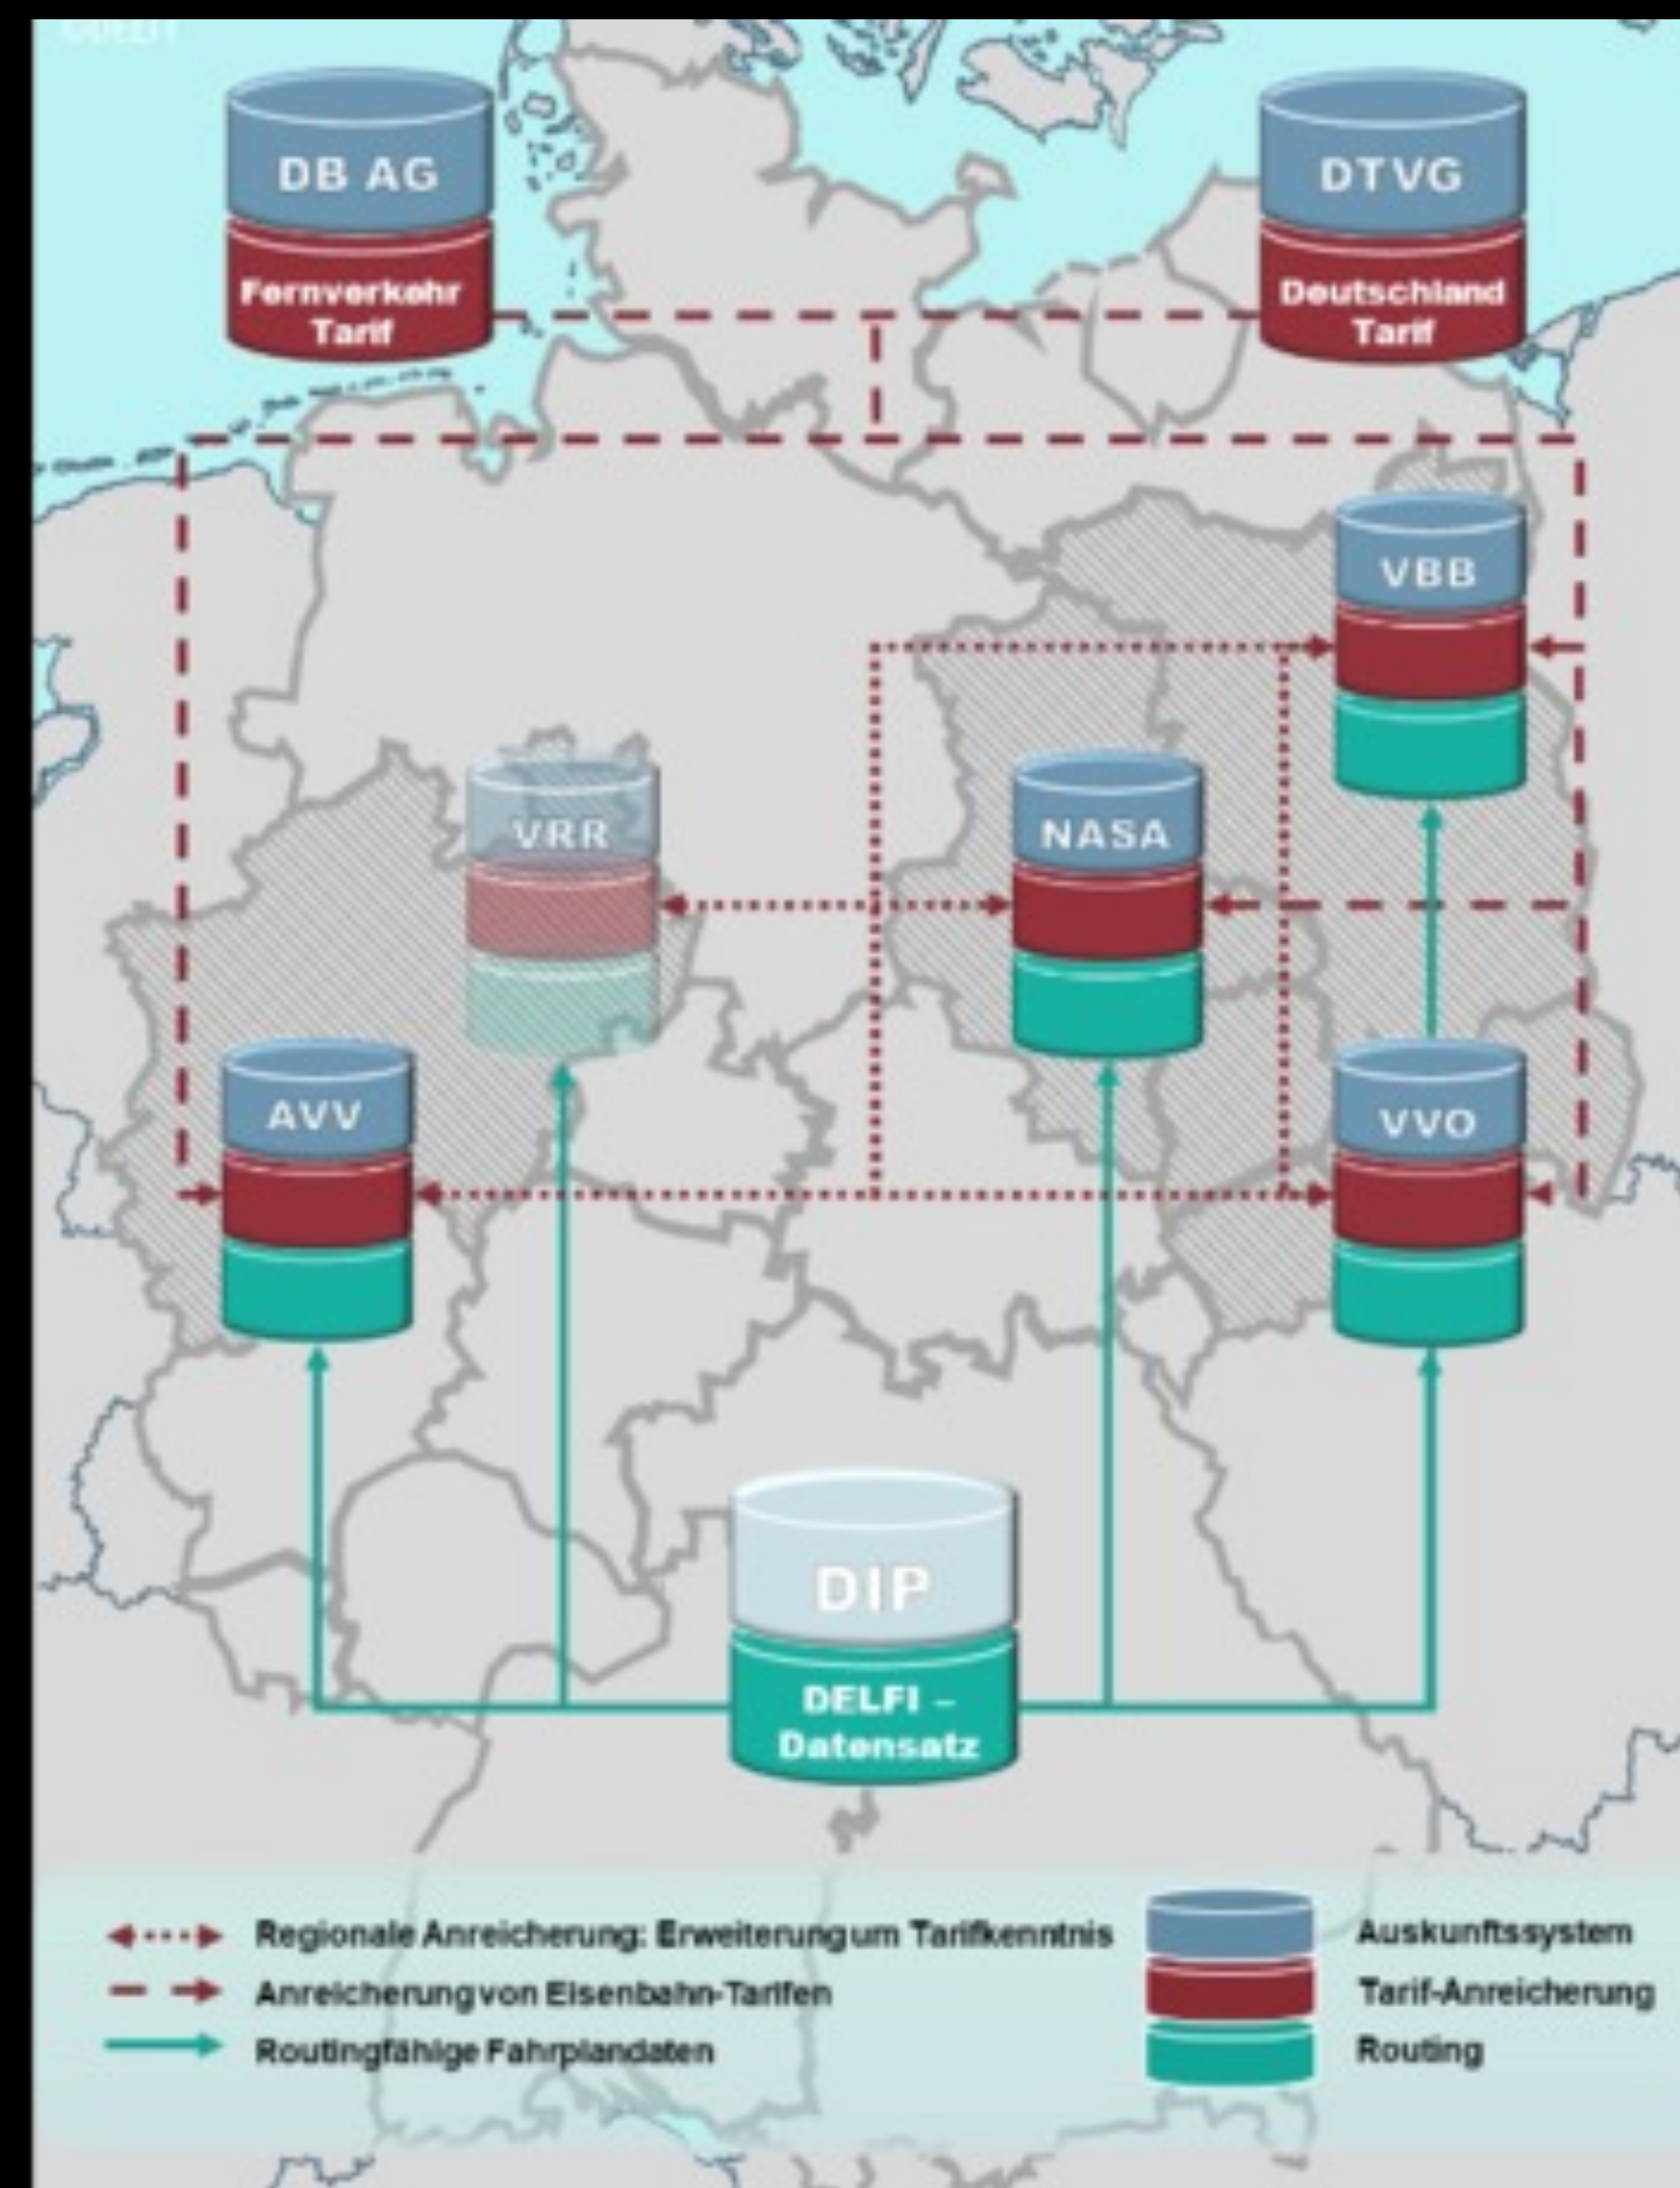 ©DELFI
DB AG
Fernverkehr
Tarif
DTVG
Deutschland
Tarif
VBB
VRR
NASA
AVV
VVO
DIP
DELFI –
Datensatz
Regionale Anreicherung: Erweiterung um Tarifkenntnis
Anreicherung von Eisenbahn-Tarifen
Routingfähige Fahrplandaten
Auskunftssystem
Tarif-Anreicherung
Routing